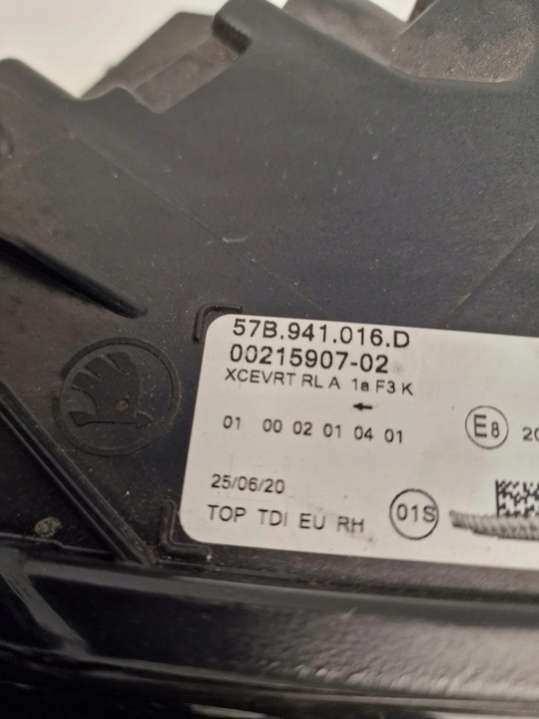 57B.941.016.D
00215907-02
XCEVRT RL A 1a F3 K
01 00 02 01 04 01
E8 20
25/06/20
TOP TDI EU RH 01S